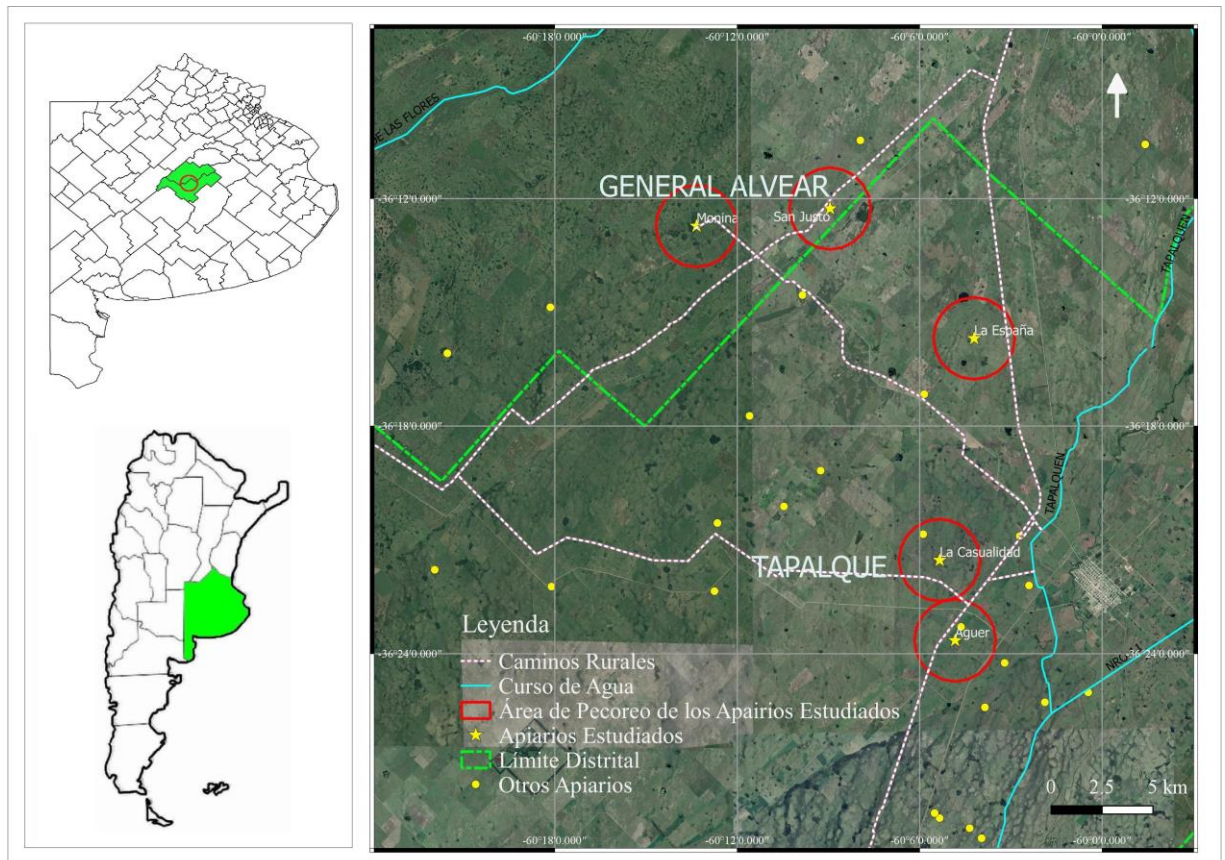 -60°18'0.000"
-60°12'0.000"
-60°6'0.000"
-60°0'0.000"
DE LAS FLORES
GENERAL ALVEAR
-36°12'0.000"
-36°12'0.000"
Monina
San Justo
TAPALQUEN
La España
-36°18'0.000"
-36°18'0.000"
TAPALQUEN
La Casualidad
TAPALQUE
Aguer
Leyenda
-36°24'0.000"
-36°24'0.000"
Caminos Rurales
Curso de Agua
Área de Pecoreo de los Apairios Estudiados
Apiarios Estudiados
Límite Distrital
Otros Apiarios
0 2.5 5 km
-60°18'0.000"
-60°12'0.000"
-60°6'0.000"
-60°0'0.000"